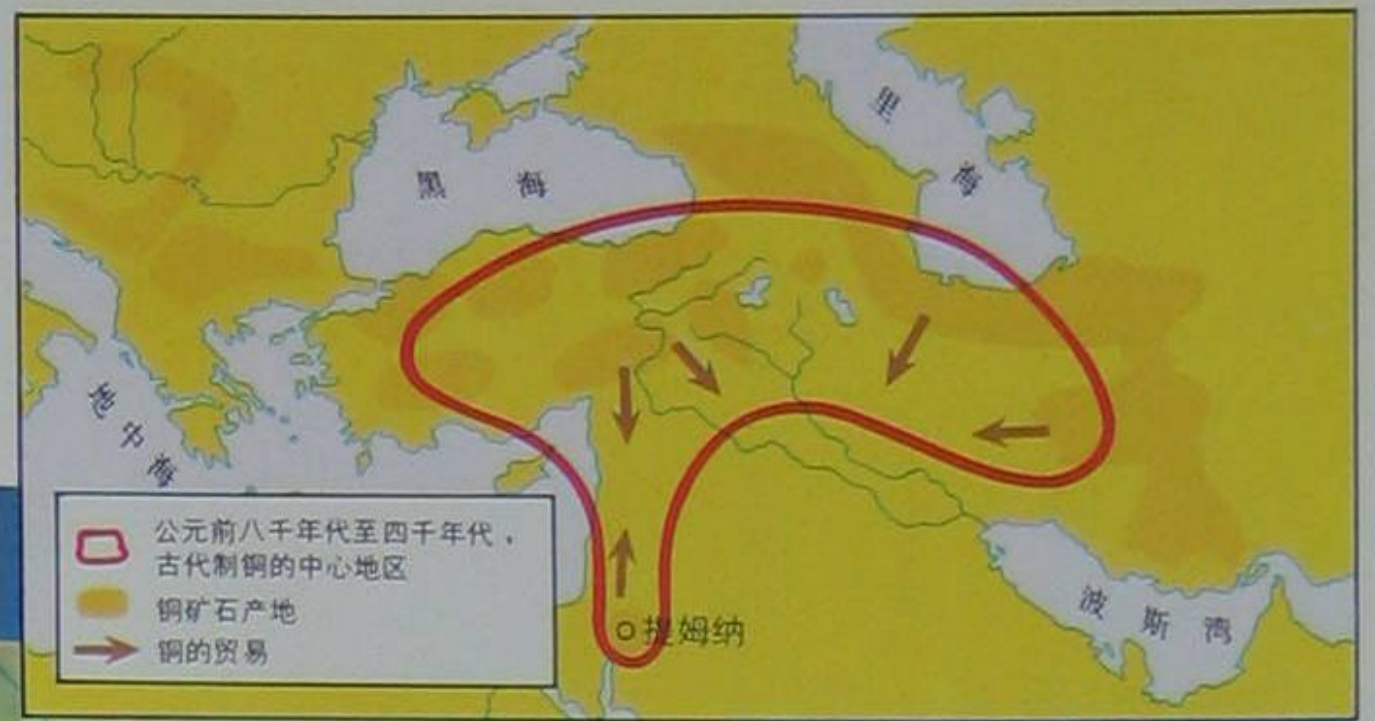 里海
黑海
地中海
公元前八千年代至四千年代，
古代制铜的中心地区
铜矿石产地
铜的贸易
提姆纳
波斯湾